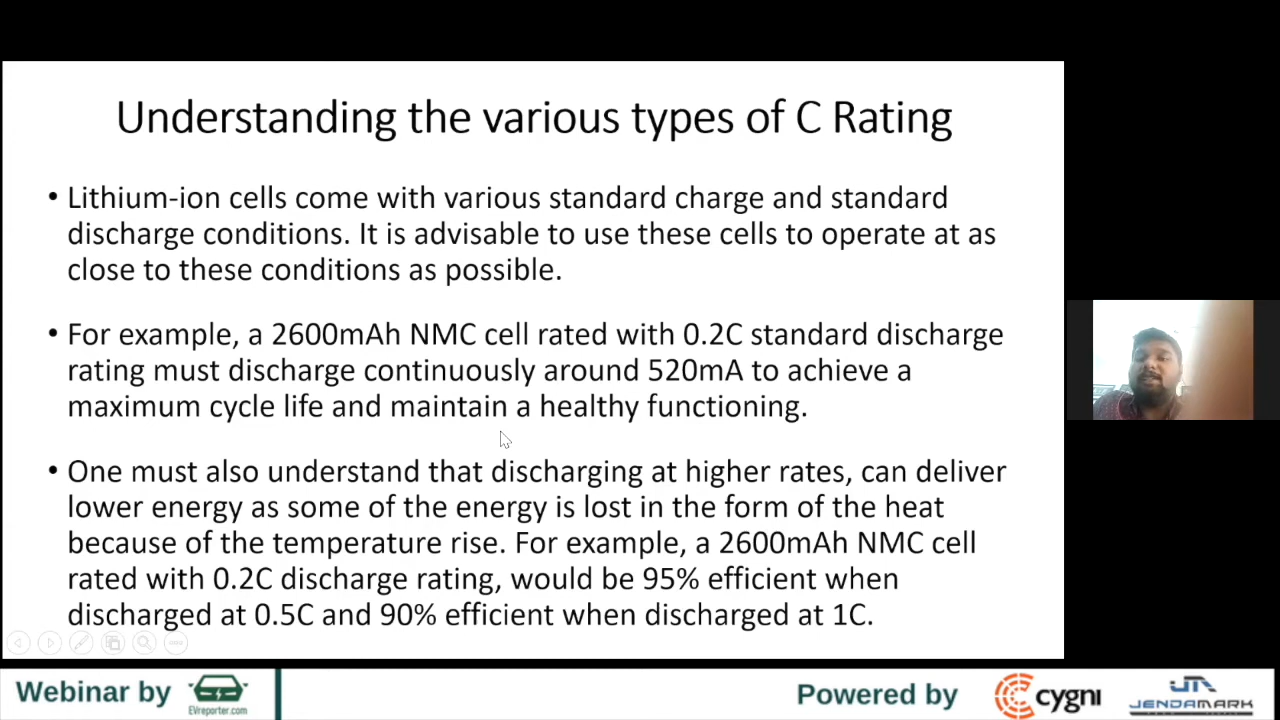 Understanding the various types of C Rating
• Lithium-ion cells come with various standard charge and standard
discharge conditions. It is advisable to use these cells to operate at as
close to these conditions as possible.
• For example, a 2600mAh NMC cell rated with 0.2C standard discharge
rating must discharge continuously around 520mA to achieve a
maximum cycle life and maintain a healthy functioning.
• One must also understand that discharging at higher rates, can deliver
lower energy as some of the energy is lost in the form of the heat
because of the temperature rise. For example, a 2600mAh NMC cell
rated with 0.2C discharge rating, would be 95% efficient when
discharged at 0.5C and 90% efficient when discharged at 1C.
Webinar by
EVreporter.com
Powered by
cygni
JENDAMARK